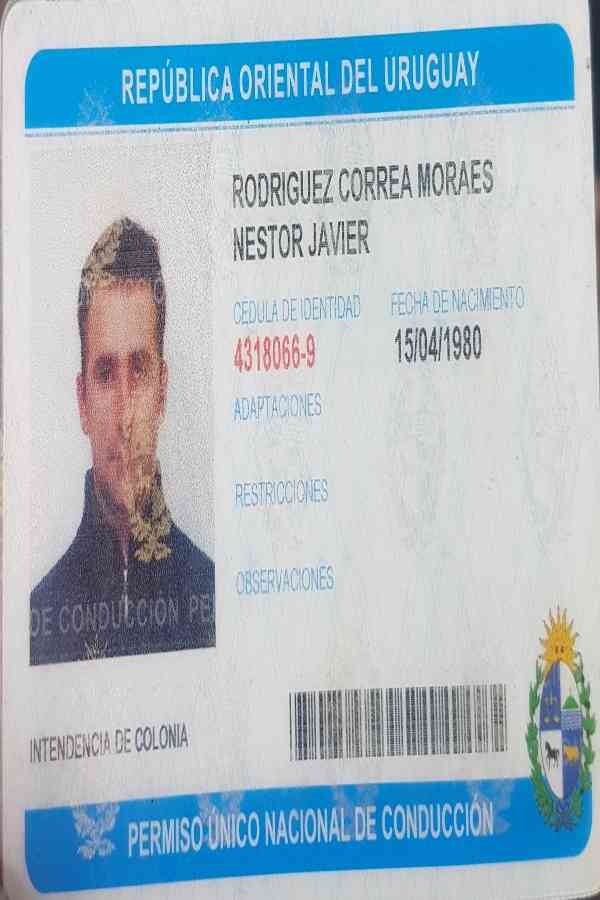 REPÚBLICA ORIENTAL DEL URUGUAY
RODRIGUEZ CORREA MORAES
NESTOR JAVIER
CEDULA DE IDENTIDAD FECHA DE NACIMIENTO
4318066-9 15/04/1980
ADAPTACIONES
RESTRICCIONES
OBSERVACIONES
DE CONDUCCIÓN PE
INTENDENCIA DE COLONIA
PERMISO ÚNICO NACIONAL DE CONDUCCIÓN